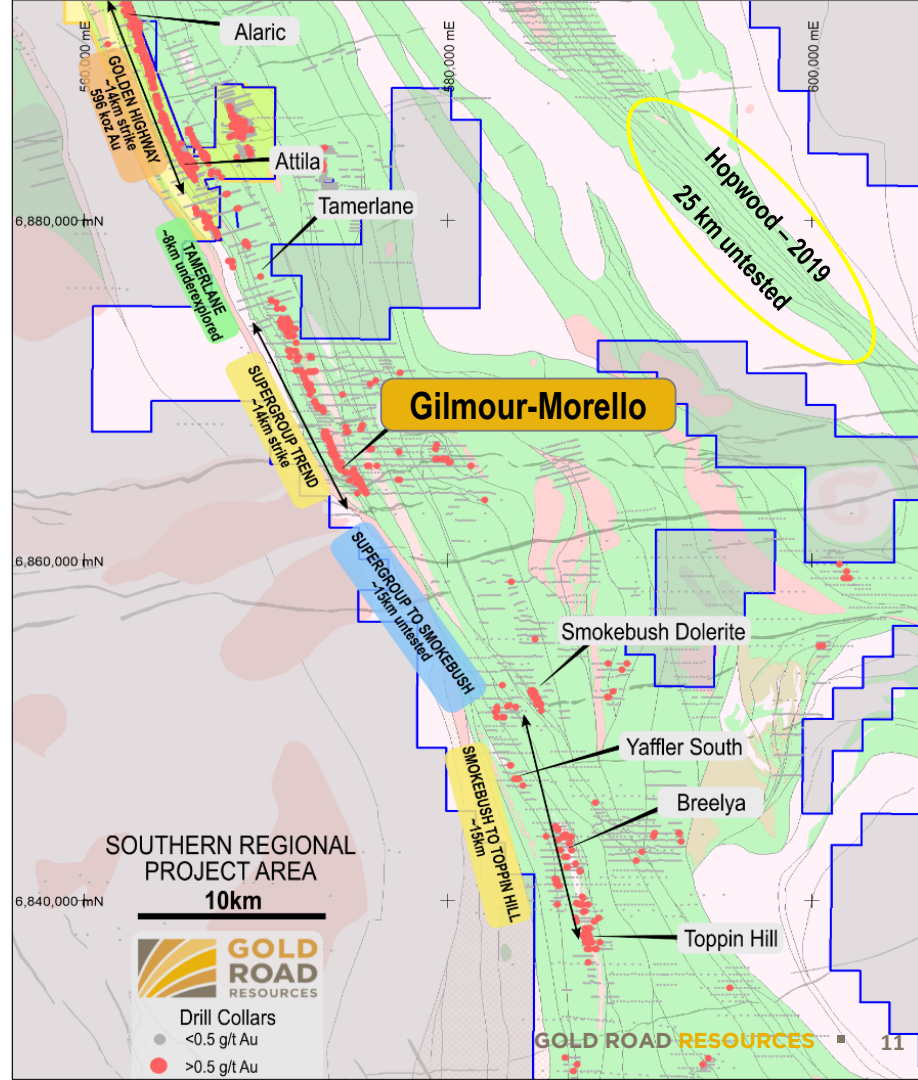 560,000 mE
580,000 mE
600,000 mE
Alaric
GOLDEN HIGHWAY
~14km strike
596 koz Au
Attila
Tamerlane
Hopwood – 2019
25 km untested
6,880,000 mN
TAMERLANE
~8km underexplored
SUPERGROUP TREND
~14km strike
Gilmour-Morello
6,860,000 mN
SUPERGROUP TO SMOKEBUSH
~15km untested
Smokebush Dolerite
Yaffler South
SMOKEBUSH TO TOPPIN HILL
~15km
Breelya
SOUTHERN REGIONAL
PROJECT AREA
10km
6,840,000 mN
Toppin Hill
GOLD
ROAD
RESOURCES
Drill Collars
<0.5 g/t Au
>0.5 g/t Au
GOLD ROAD RESOURCES
11